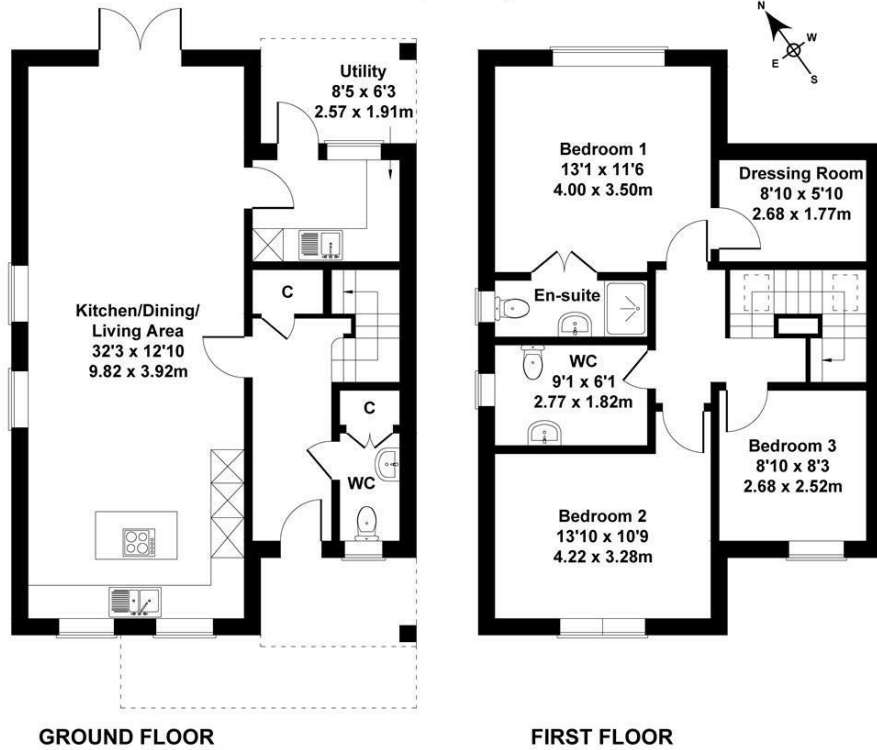 Utility
8'5 x 6'3
2.57 x 1.91m
Kitchen/Dining/
Living Area
32'3 x 12'10
9.82 x 3.92m
C
C
WC
GROUND FLOOR
N
W
E
S
Bedroom 1
13'1 x 11'6
4.00 x 3.50m
Dressing Room
8'10 x 5'10
2.68 x 1.77m
En-suite
WC
9'1 x 6'1
2.77 x 1.82m
Bedroom 3
8'10 x 8'3
2.68 x 2.52m
Bedroom 2
13'10 x 10'9
4.22 x 3.28m
FIRST FLOOR